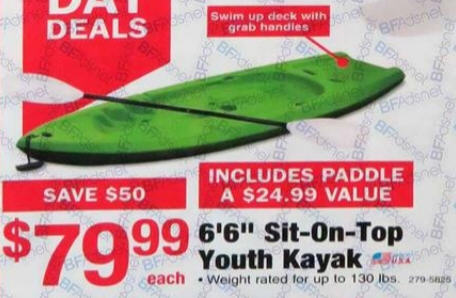 DAY
DEALS
Swim up deck with
grab handles
SAVE $50
INCLUDES PADDLE
A $24.99 VALUE
$79.99
each
6'6" Sit-On-Top
Youth Kayak
USA
• Weight rated for up to 130 lbs. 279-5825
BFAdsnet